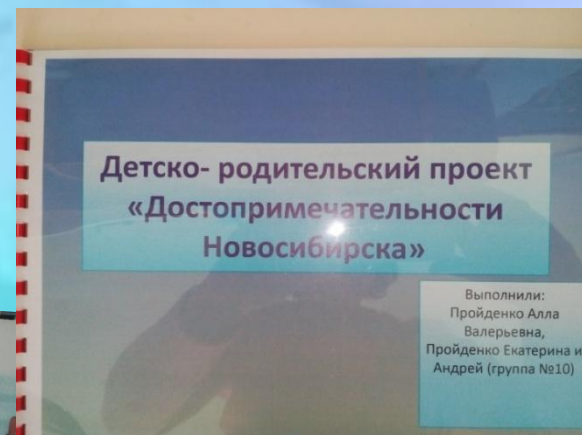 Детско- родительский проект
«Достопримечательности
Новосибирска»
Выполнили:
Пройденко Алла
Валерьевна,
Пройденко Екатерина и
Андрей (группа №10)